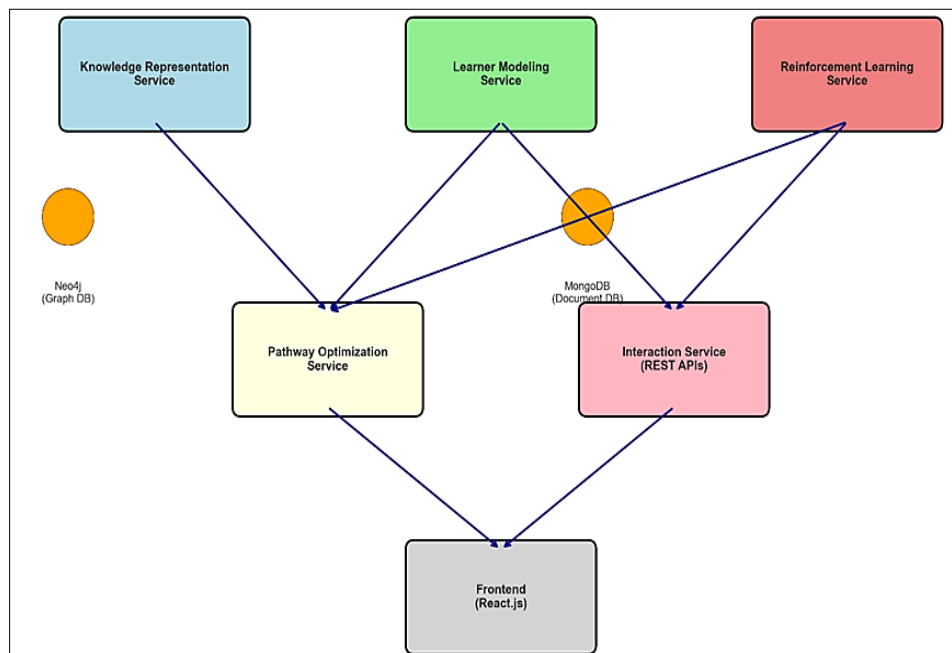 Knowledge Representation
Service
Learner Modeling
Service
Reinforcement Learning
Service
Neo4j
(Graph DB)
MongoDB
(Document DB)
Pathway Optimization
Service
Interaction Service
(REST APIs)
Frontend
(React.js)